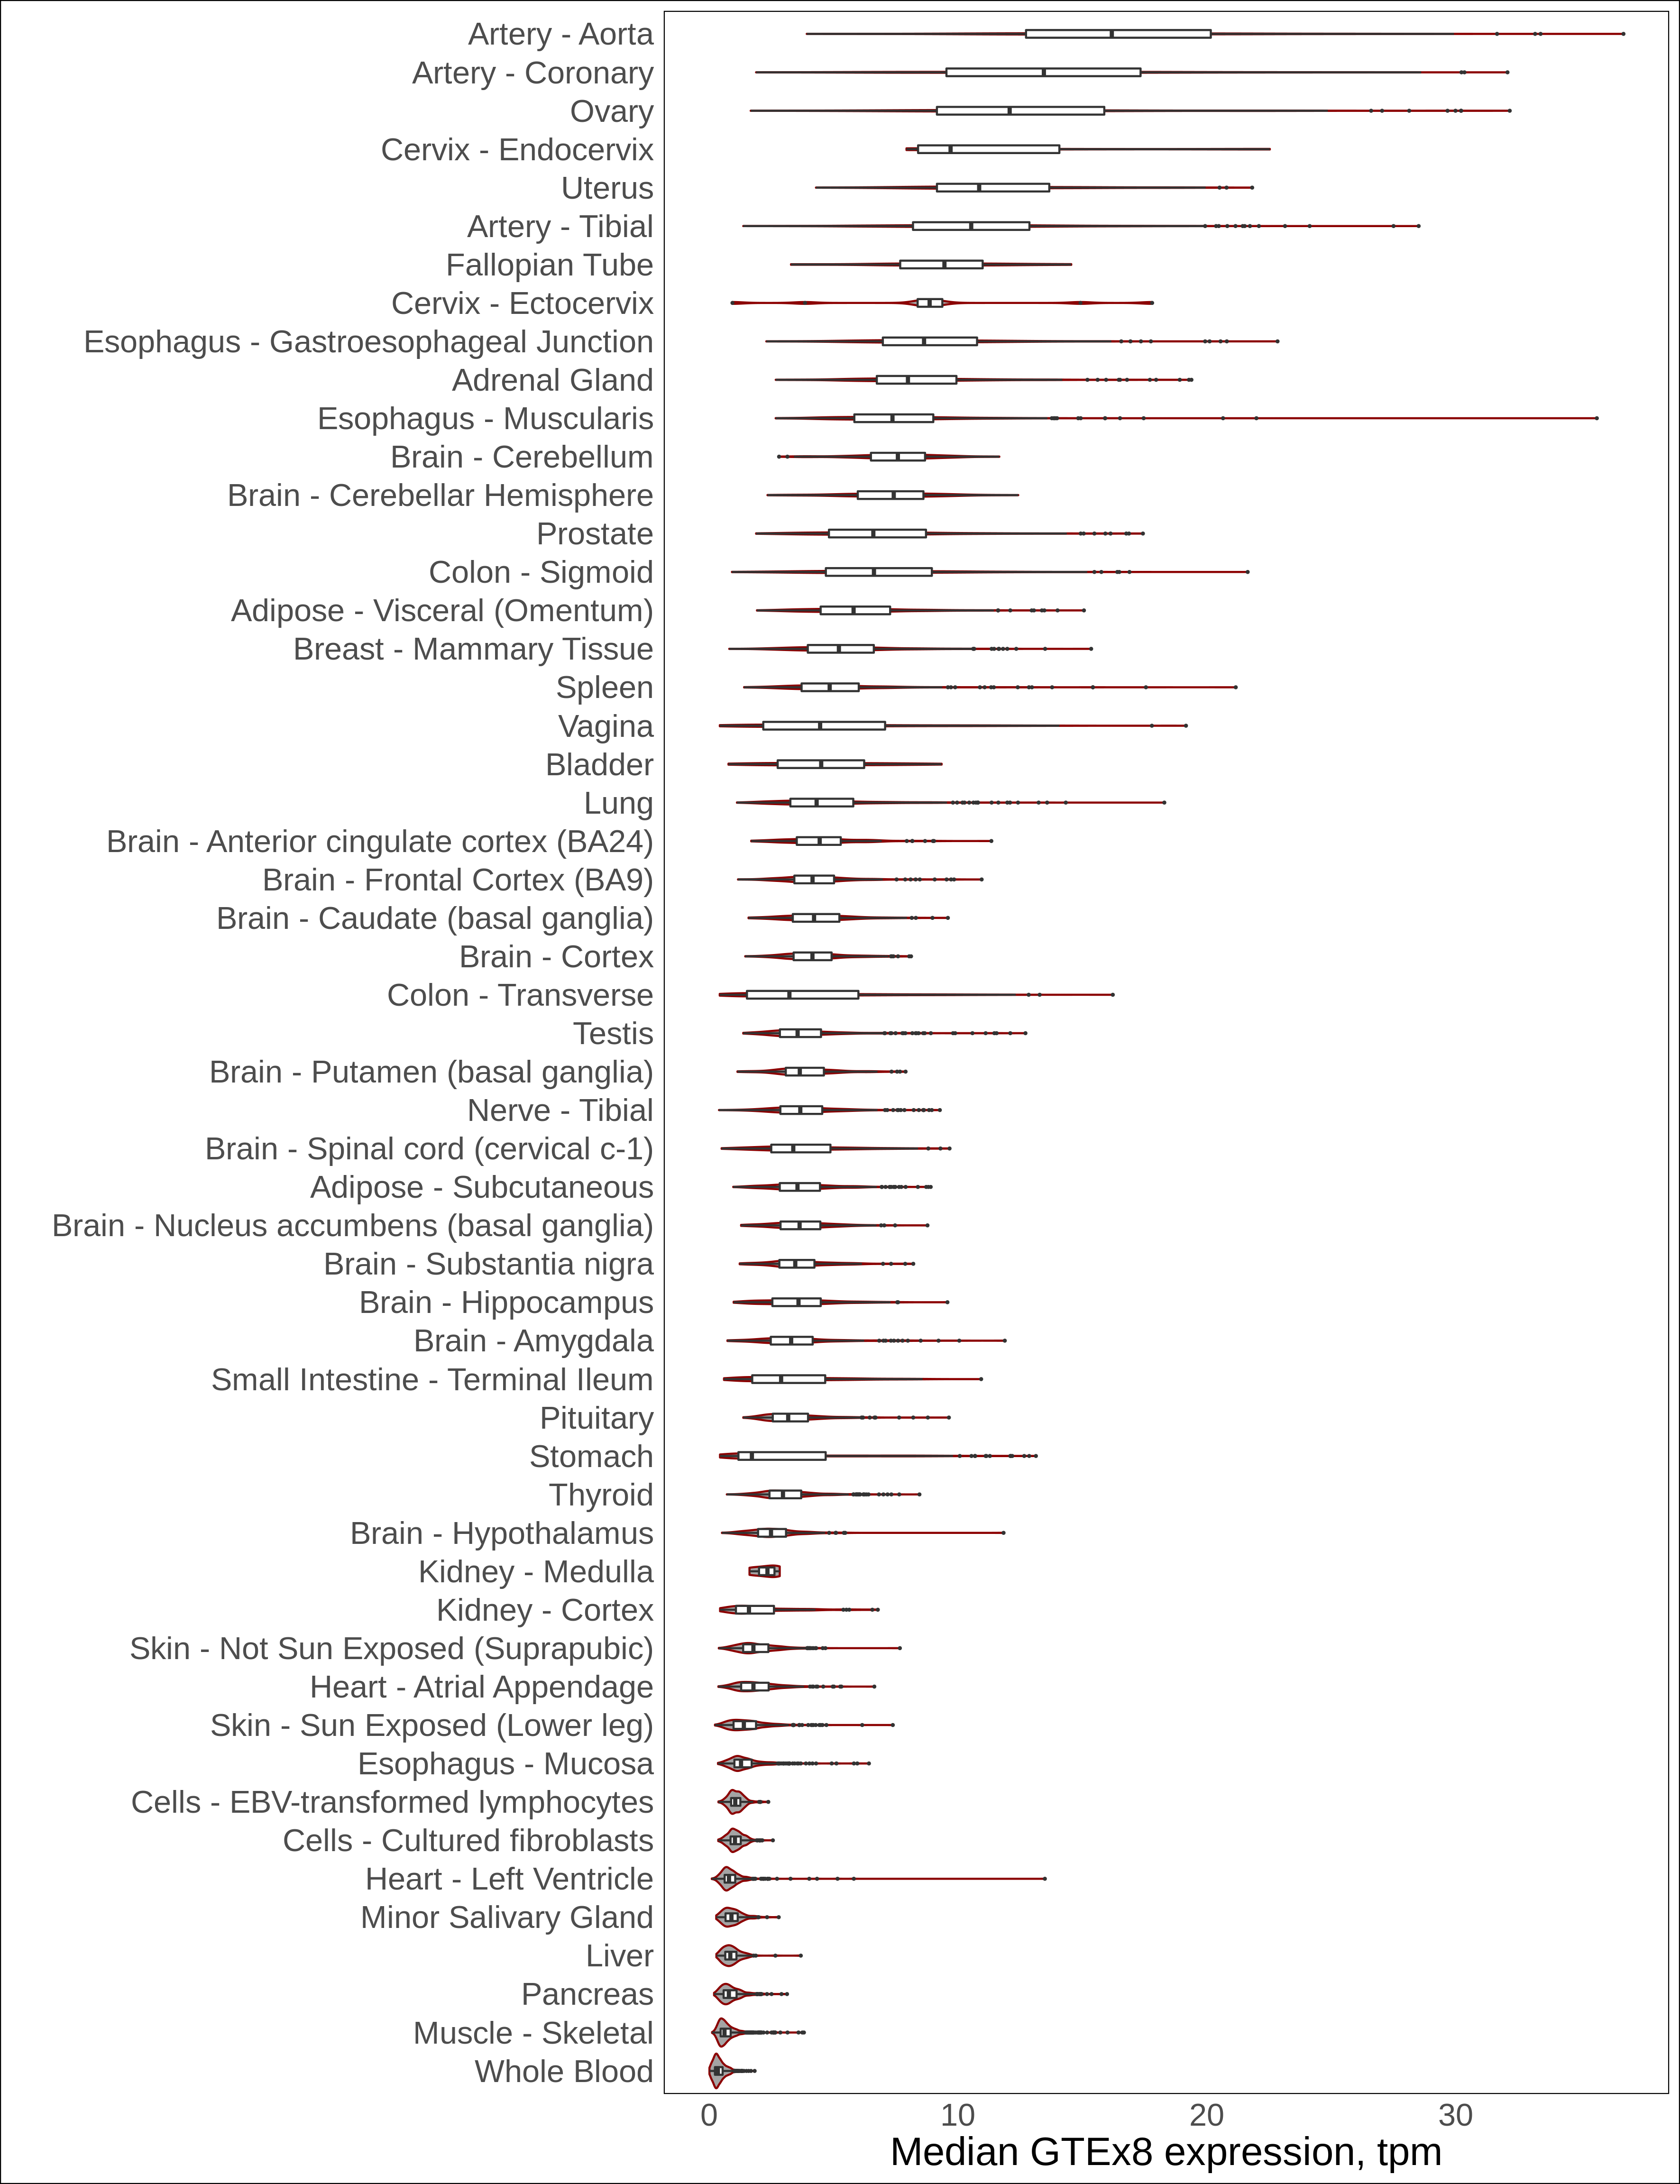 Artery - Aorta
Artery - Coronary
Ovary
Cervix - Endocervix
Uterus
Artery - Tibial
Fallopian Tube
Cervix - Ectocervix
Esophagus - Gastroesophageal Junction
Adrenal Gland
Esophagus - Muscularis
Brain - Cerebellum
Brain - Cerebellar Hemisphere
Prostate
Colon - Sigmoid
Adipose - Visceral (Omentum)
Breast - Mammary Tissue
Spleen
Vagina
Bladder
Lung
Brain - Anterior cingulate cortex (BA24)
Brain - Frontal Cortex (BA9)
Brain - Caudate (basal ganglia)
Brain - Cortex
Colon - Transverse
Testis
Brain - Putamen (basal ganglia)
Nerve - Tibial
Brain - Spinal cord (cervical c-1)
Adipose - Subcutaneous
Brain - Nucleus accumbens (basal ganglia)
Brain - Substantia nigra
Brain - Hippocampus
Brain - Amygdala
Small Intestine - Terminal Ileum
Pituitary
Stomach
Thyroid
Brain - Hypothalamus
Kidney - Medulla
Kidney - Cortex
Skin - Not Sun Exposed (Suprapubic)
Heart - Atrial Appendage
Skin - Sun Exposed (Lower leg)
Esophagus - Mucosa
Cells - EBV-transformed lymphocytes
Cells - Cultured fibroblasts
Heart - Left Ventricle
Minor Salivary Gland
Liver
Pancreas
Muscle - Skeletal
Whole Blood
0 10 20 30
Median GTEx8 expression, tpm